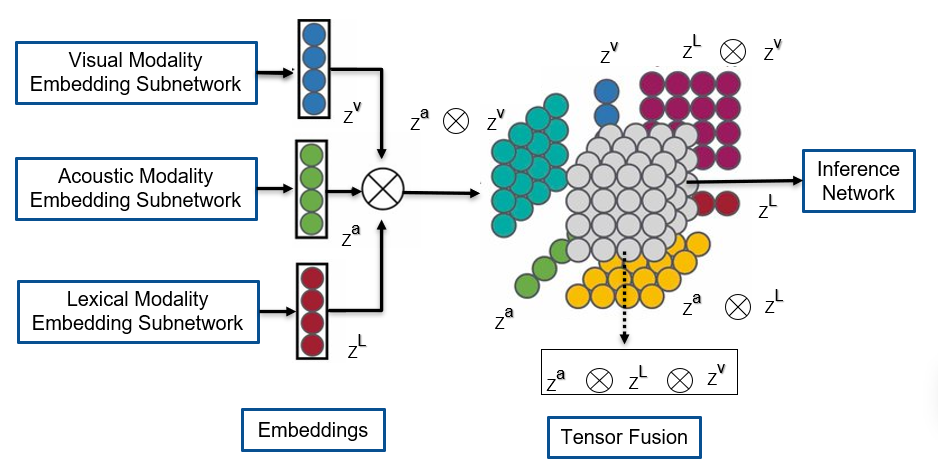 Visual Modality
Embedding Subnetwork
z^v
Acoustic Modality
Embedding Subnetwork
z^a
Lexical Modality
Embedding Subnetwork
z^L
Embeddings
z^a ⊗ z^v
z^v
z^L ⊗ z^v
z^L
z^a
z^a ⊗ z^L
z^a ⊗ z^L ⊗ z^v
Tensor Fusion
Inference
Network